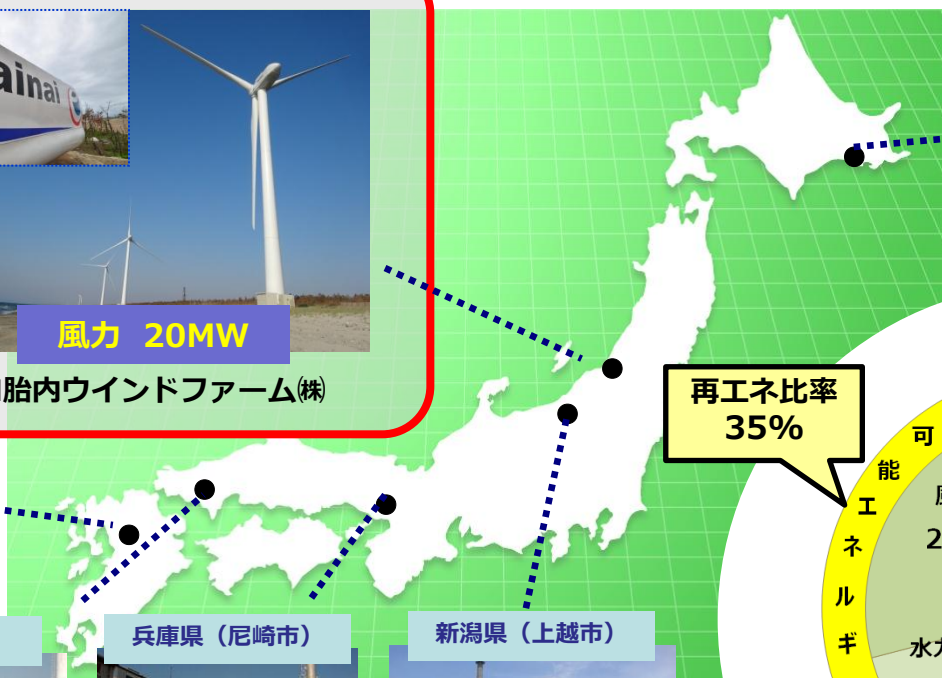 ainai
風力 20MW
胎内ウインドファーム㈱
再エネ比率
35%
可
能
エ
ネ
ル
ギ
兵庫県（尼崎市）
新潟県（上越市）